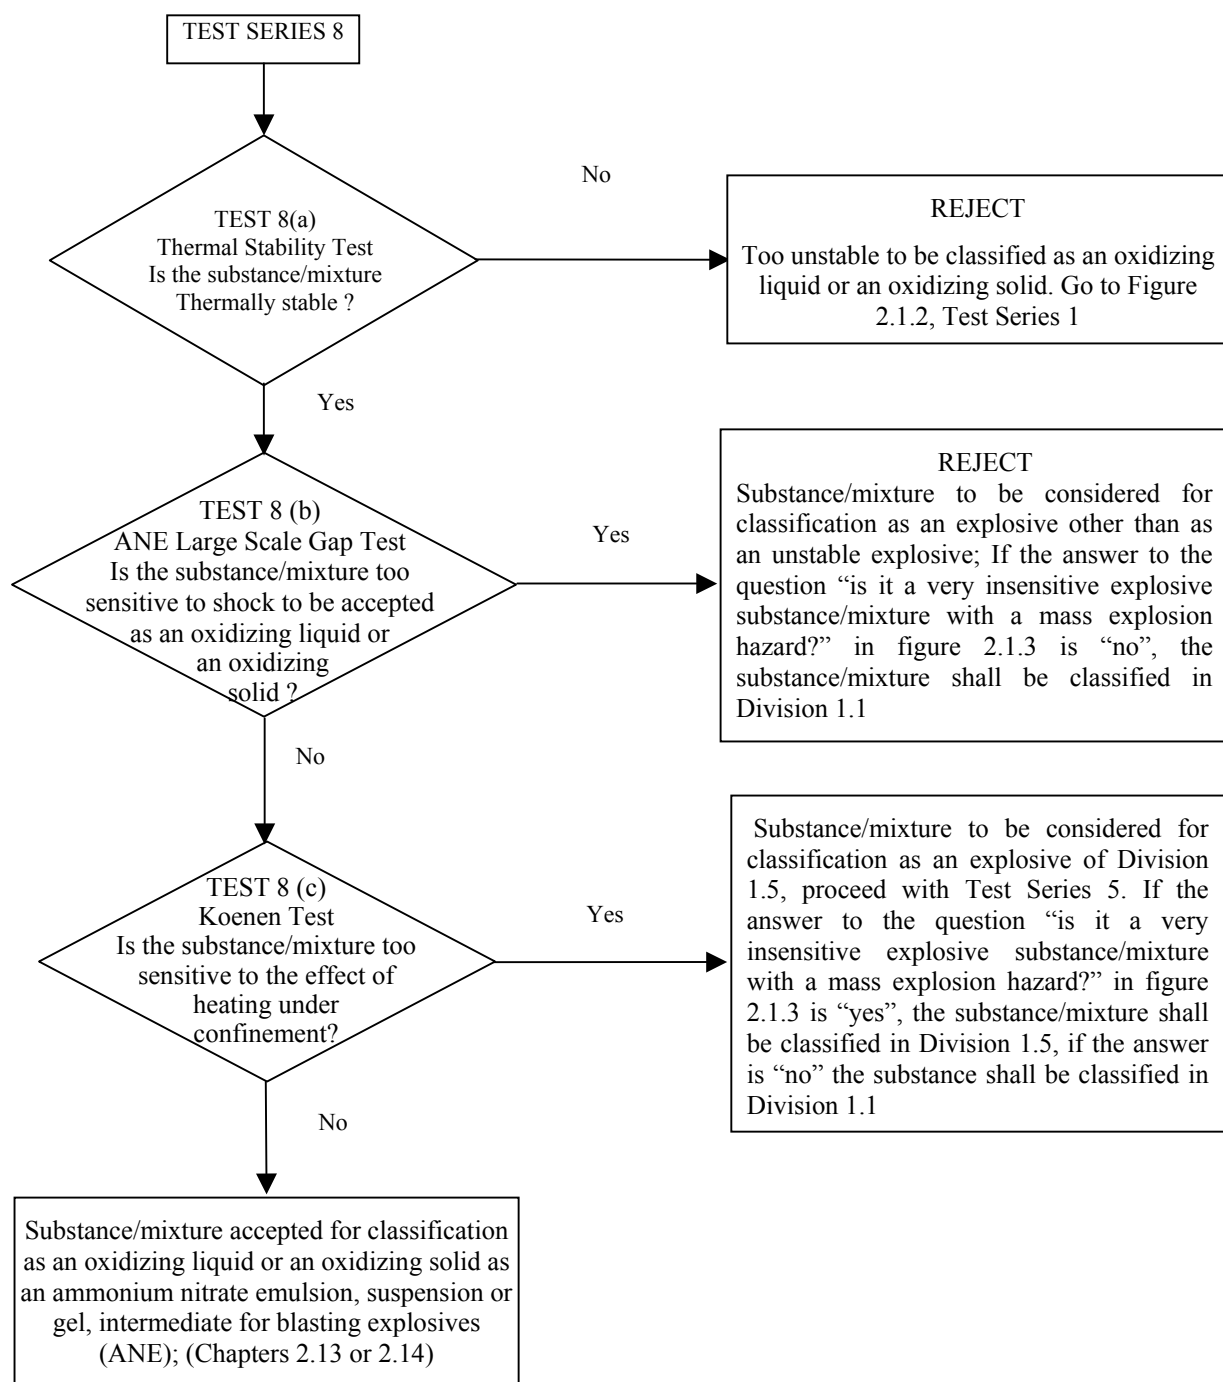 TEST SERIES 8
No
TEST 8(a)
Thermal Stability Test
Is the substance/mixture
Thermally stable ?
REJECT
Too unstable to be classified as an oxidizing
liquid or an oxidizing solid. Go to Figure
2.1.2, Test Series 1
Yes
TEST 8 (b)
ANE Large Scale Gap Test
Is the substance/mixture too
sensitive to shock to be accepted
as an oxidizing liquid or
an oxidizing
solid ?
Yes
REJECT
Substance/mixture to be considered for
classification as an explosive other than as
an unstable explosive; If the answer to the
question “is it a very insensitive explosive
substance/mixture with a mass explosion
hazard?” in figure 2.1.3 is “no”, the
substance/mixture shall be classified in
Division 1.1
No
TEST 8 (c)
Koenen Test
Is the substance/mixture too
sensitive to the effect of
heating under
confinement?
Yes
Substance/mixture to be considered for
classification as an explosive of Division
1.5, proceed with Test Series 5. If the
answer to the question “is it a very
insensitive explosive substance/mixture
with a mass explosion hazard?” in figure
2.1.3 is “yes”, the substance/mixture shall
be classified in Division 1.5, if the answer
is “no” the substance shall be classified in
Division 1.1
No
Substance/mixture accepted for classification
as an oxidizing liquid or an oxidizing solid as
an ammonium nitrate emulsion, suspension or
gel, intermediate for blasting explosives
(ANE); (Chapters 2.13 or 2.14)